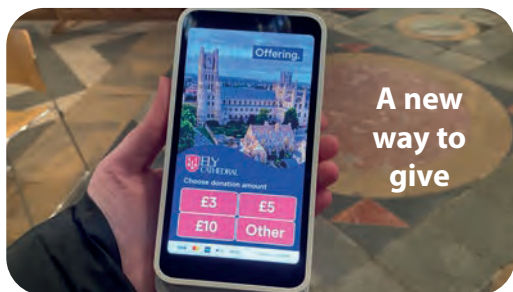 Offering.
ELY
CATHEDRAL
Choose donation amount
£3
£5
£10
Other
A new
way to
give